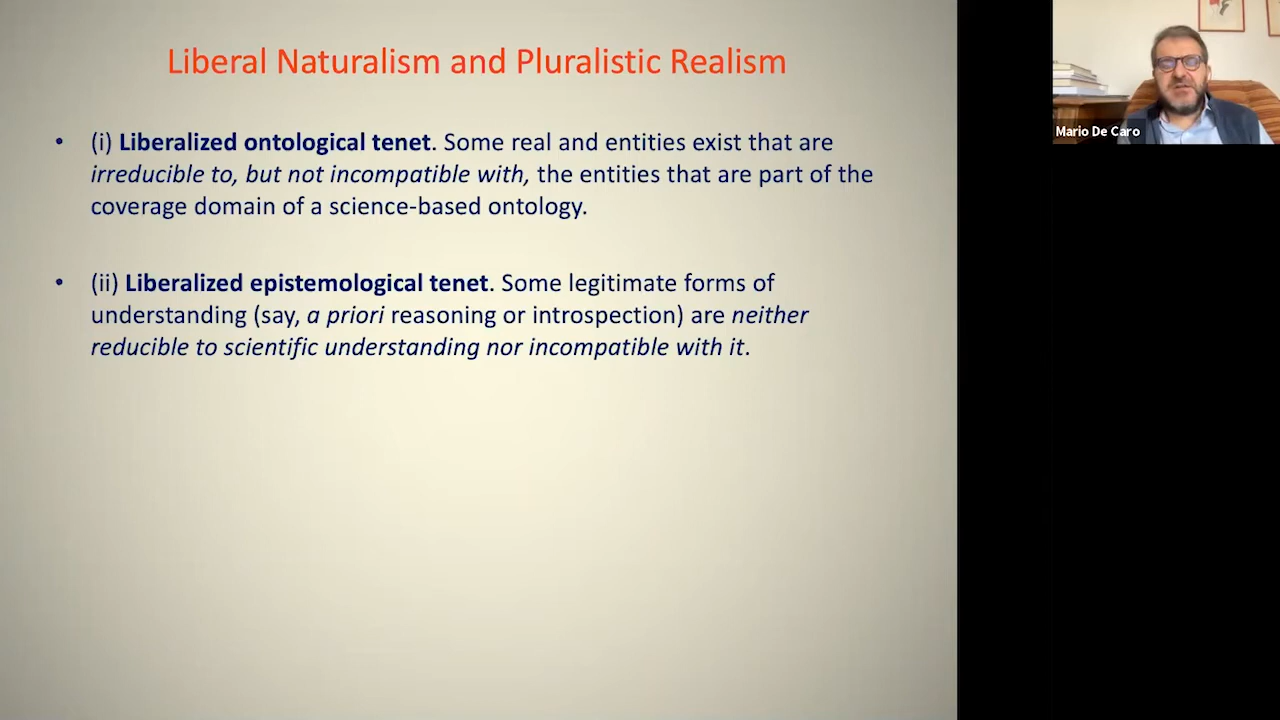 Liberal Naturalism and Pluralistic Realism
• (i) Liberalized ontological tenet. Some real and entities exist that are
irreducible to, but not incompatible with, the entities that are part of the
coverage domain of a science-based ontology.
• (ii) Liberalized epistemological tenet. Some legitimate forms of
understanding (say, a priori reasoning or introspection) are neither
reducible to scientific understanding nor incompatible with it.
Mario De Caro